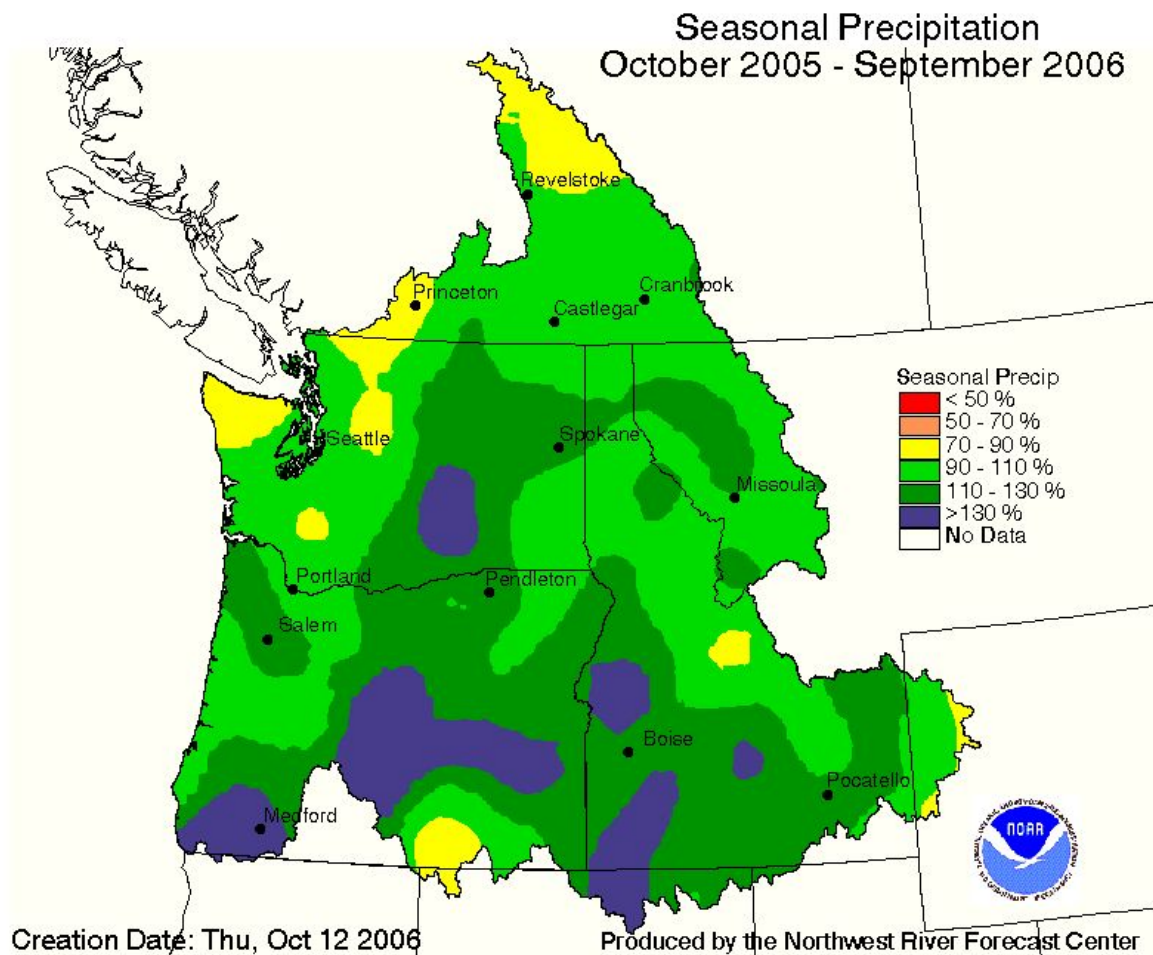 Seasonal Precipitation
October 2005 - September 2006
Revelstoke
Princeton
Cranbrook
Castlegar
Seasonal Precip
< 50 %
50 - 70 %
70 - 90 %
90 - 110 %
110 - 130 %
>130 %
No Data
Seattle
Spokane
Missoula
Portland
Pendleton
Salem
Boise
Pocatello
Medford
NOAA
Creation Date: Thu, Oct 12 2006
Produced by the Northwest River Forecast Center